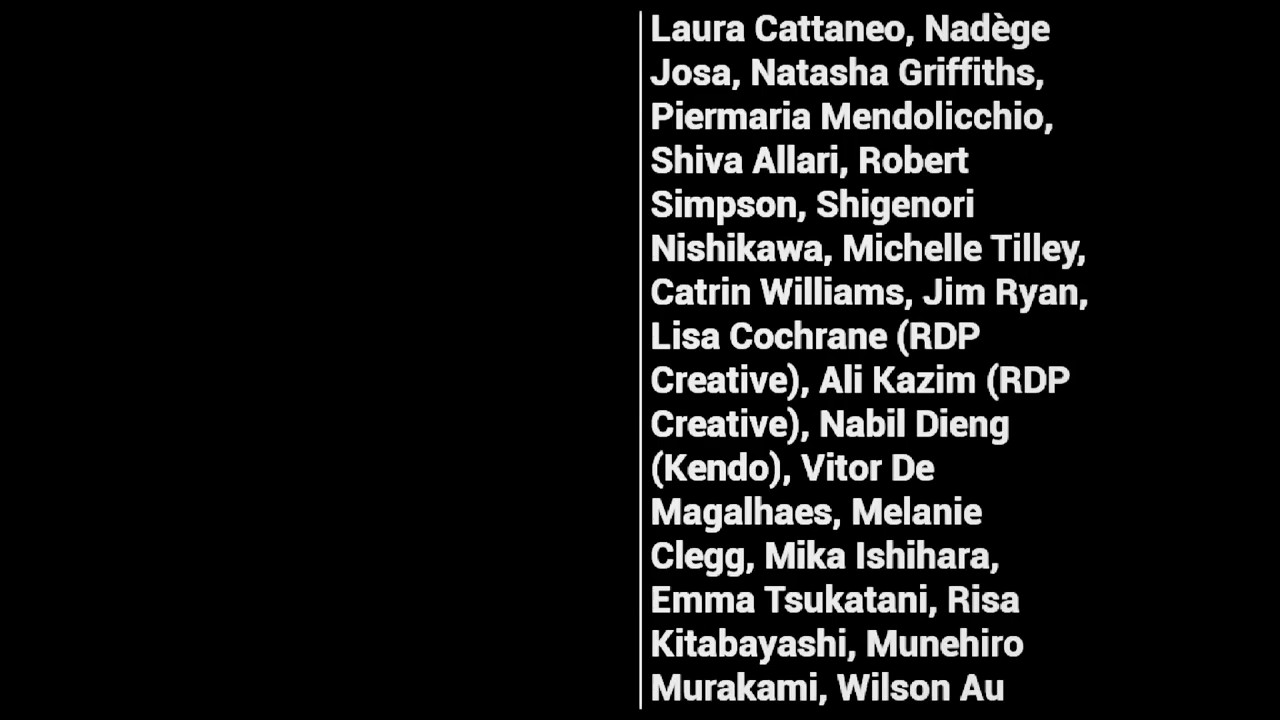 Laura Cattaneo, Nadège
Josa, Natasha Griffiths,
Piermaria Mendolicchio,
Shiva Allari, Robert
Simpson, Shigenori
Nishikawa, Michelle Tilley,
Catrin Williams, Jim Ryan,
Lisa Cochrane (RDP
Creative), Ali Kazim (RDP
Creative), Nabil Dieng
(Kendo), Vitor De
Magalhaes, Melanie
Clegg, Mika Ishihara,
Emma Tsukatani, Risa
Kitabayashi, Munehiro
Murakami, Wilson Au